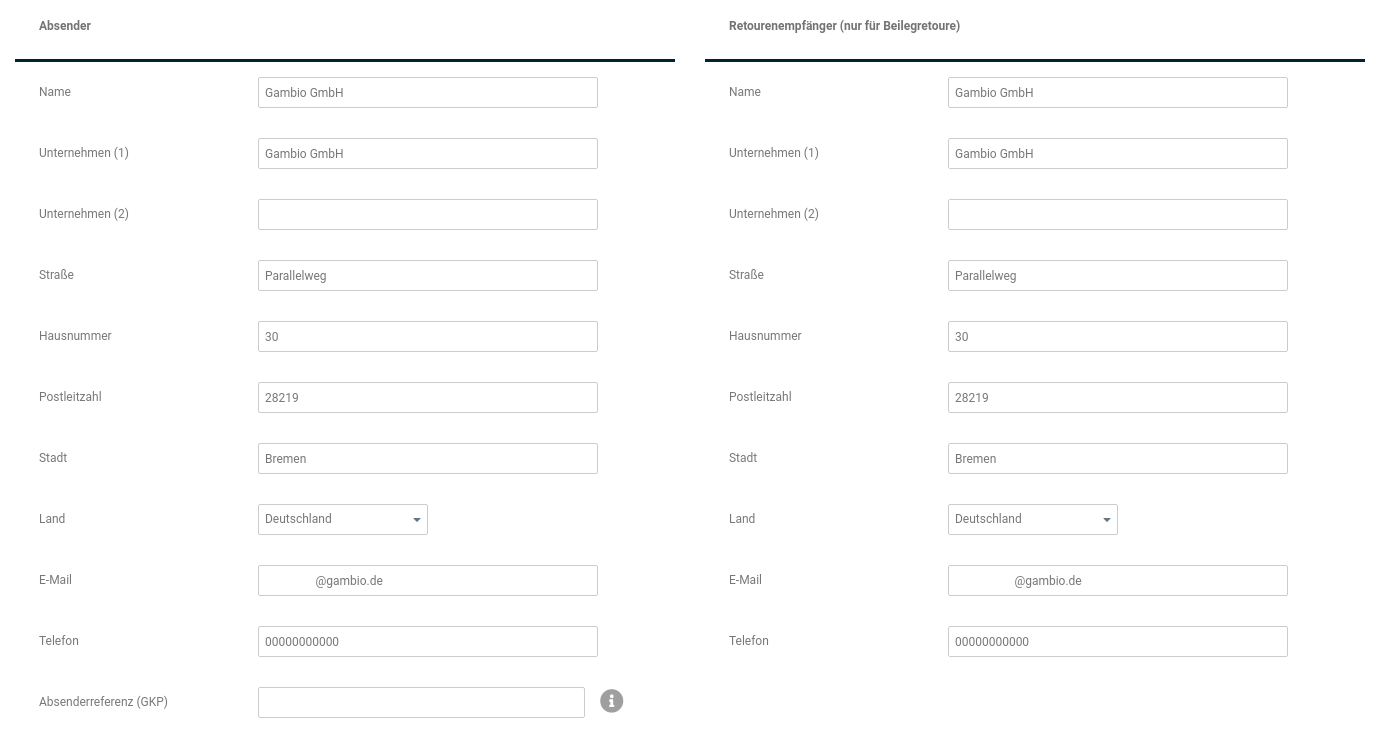 Absender
Name Gambio GmbH
Unternehmen (1) Gambio GmbH
Unternehmen (2)
Straße Parallelweg
Hausnummer 30
Postleitzahl 28219
Stadt Bremen
Land Deutschland
E-Mail @gambio.de
Telefon 00000000000
Absenderreferenz (GKP)
Retourenempfänger (nur für Beilegretoure)
Name Gambio GmbH
Unternehmen (1) Gambio GmbH
Unternehmen (2)
Straße Parallelweg
Hausnummer 30
Postleitzahl 28219
Stadt Bremen
Land Deutschland
E-Mail @gambio.de
Telefon 00000000000